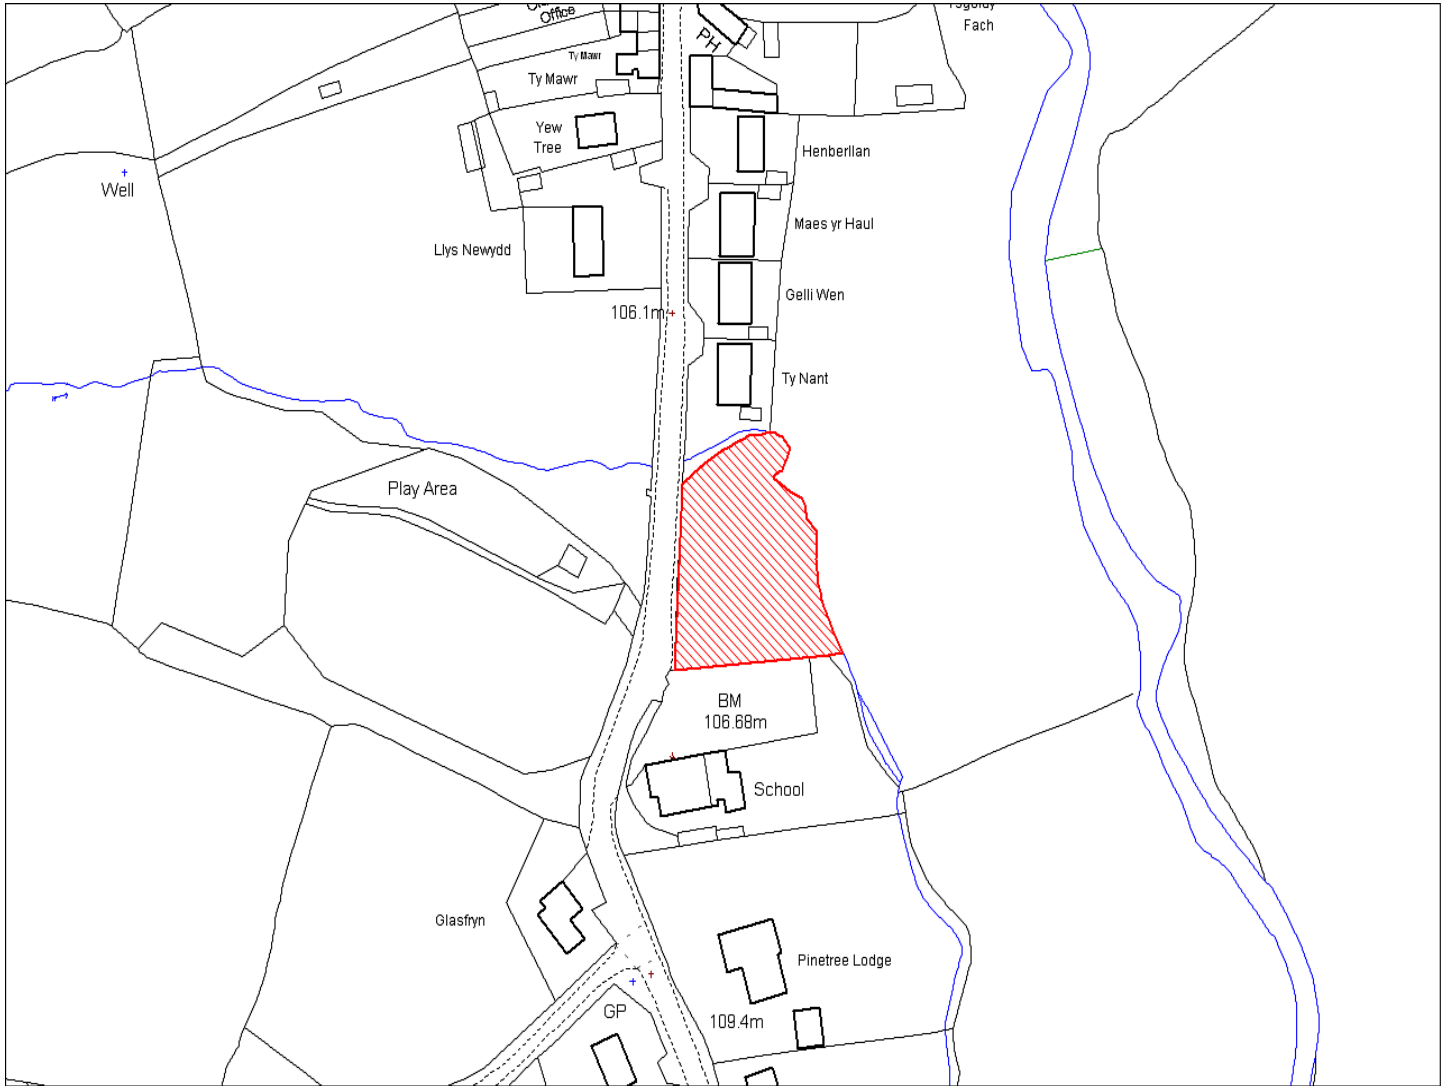 Office
PH
Fach
Ty Mawr
Ty Mawr
Yew
Tree
Henberllan
Well
Maes yr Haul
Llys Newydd
Gelli Wen
106.1m
Ty Nant
Play Area
BM
106.68m
School
Glasfryn
Pinetree Lodge
GP
109.4m